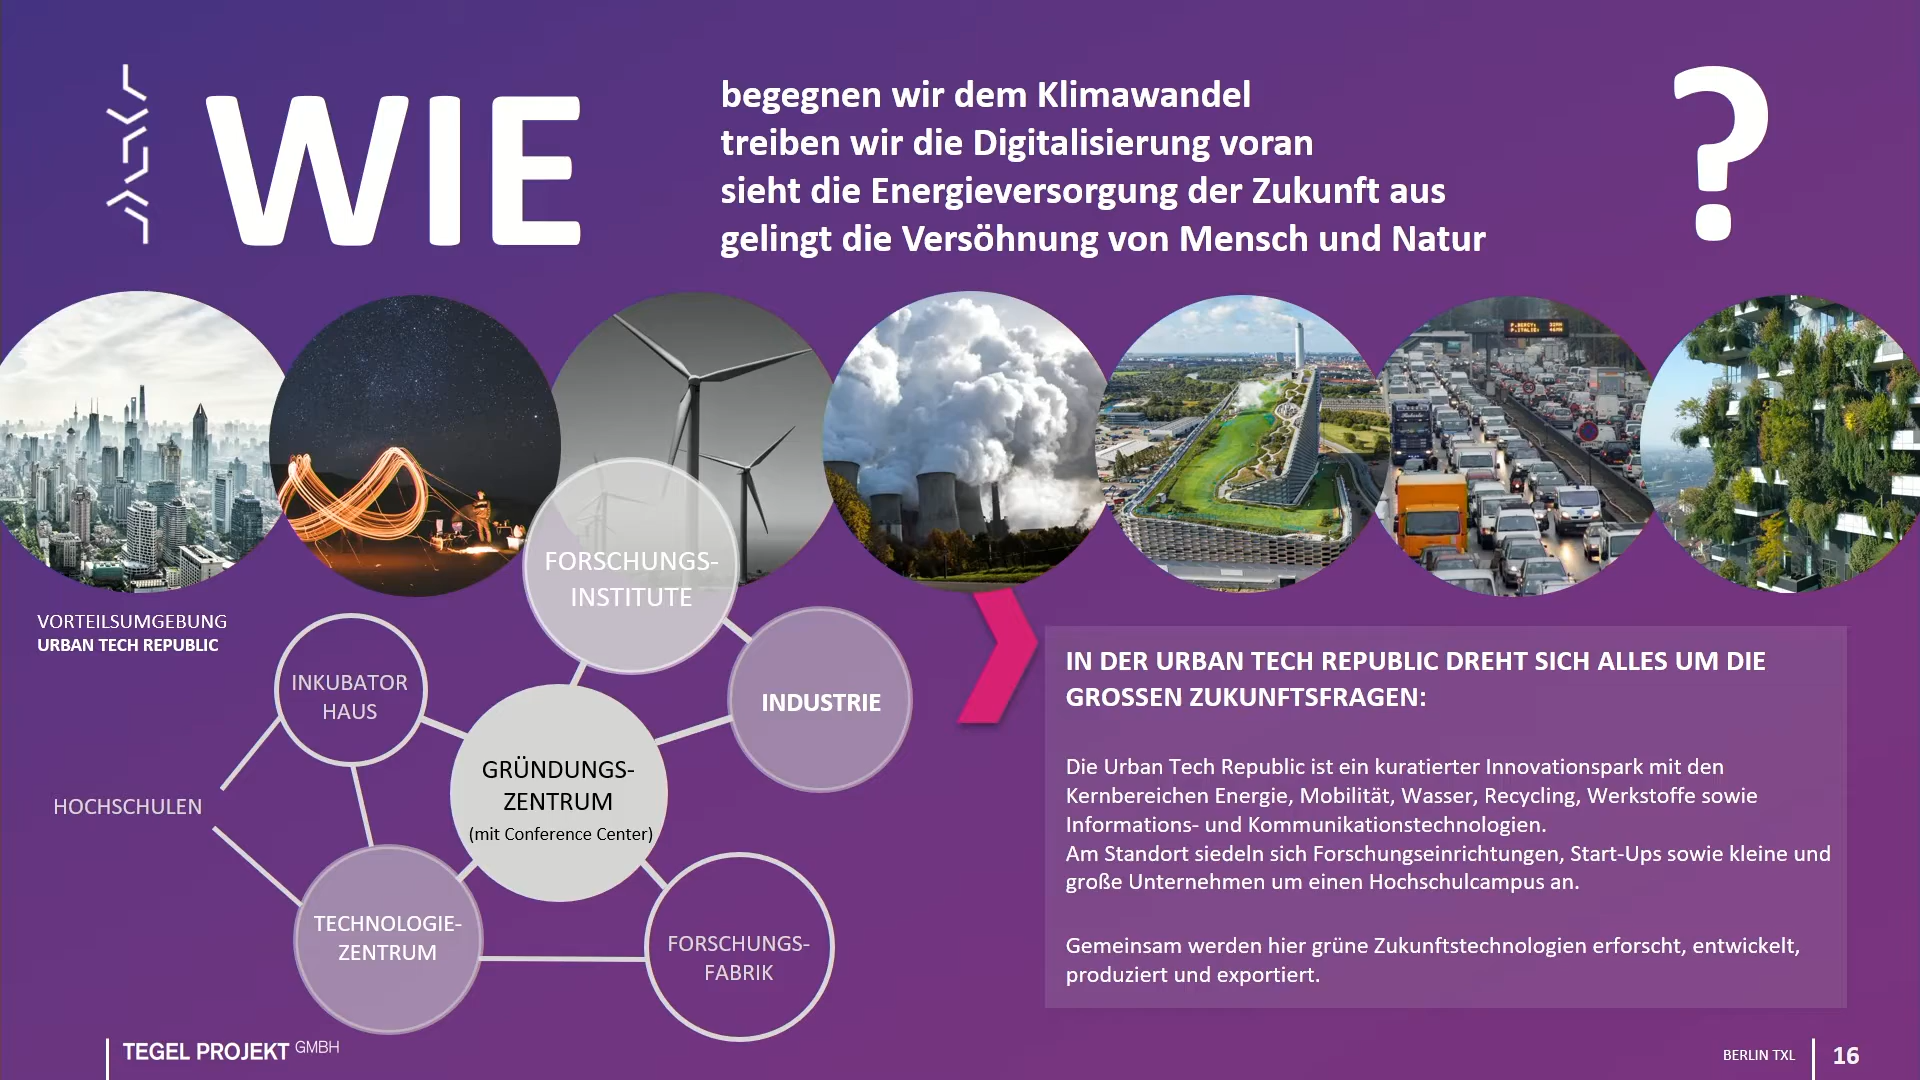 WIE
begegnen wir dem Klimawandel
treiben wir die Digitalisierung voran
sieht die Energieversorgung der Zukunft aus
gelingt die Versöhnung von Mensch und Natur
?
VORTEILSUMGEBUNG
URBAN TECH REPUBLIC
FORSCHUNGS-
INSTITUTE
INKUBATOR
HAUS
INDUSTRIE
GRÜNDUNGS-
ZENTRUM
(mit Conference Center)
HOCHSCHULEN
TECHNOLOGIE-
ZENTRUM
FORSCHUNGS-
FABRIK
IN DER URBAN TECH REPUBLIC DREHT SICH ALLES UM DIE
GROSSEN ZUKUNFTSFRAGEN:
Die Urban Tech Republic ist ein kuratierter Innovationspark mit den
Kernbereichen Energie, Mobilität, Wasser, Recycling, Werkstoffe sowie
Informations- und Kommunikationstechnologien.
Am Standort siedeln sich Forschungseinrichtungen, Start-Ups sowie kleine und
große Unternehmen um einen Hochschulcampus an.
Gemeinsam werden hier grüne Zukunftstechnologien erforscht, entwickelt,
produziert und exportiert.
TEGEL PROJEKT GMBH
BERLIN TXL
16